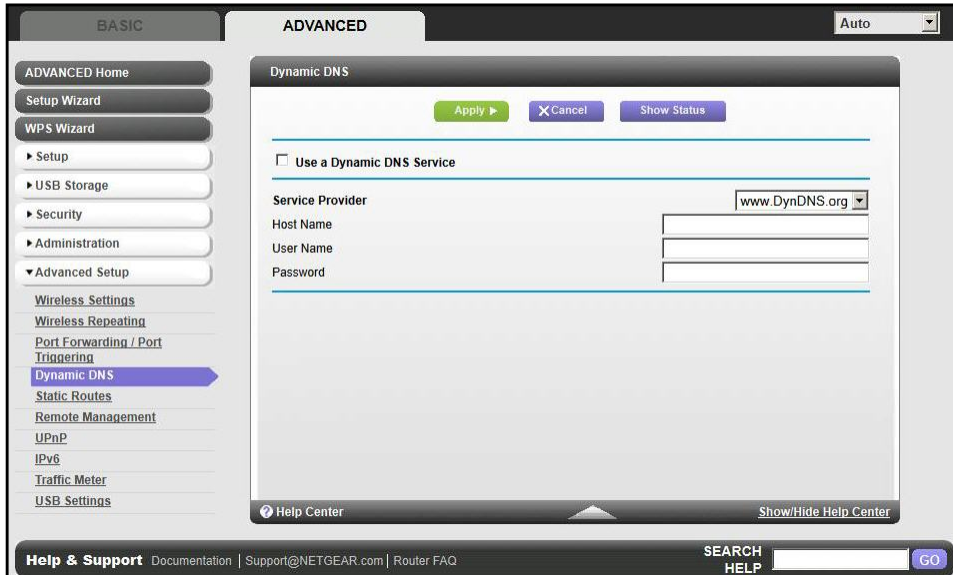 BASIC
ADVANCED
Auto
ADVANCED Home
Setup Wizard
WPS Wizard
Setup
USB Storage
Security
Administration
Advanced Setup
Wireless Settings
Wireless Repeating
Port Forwarding / Port
Triggering
Dynamic DNS
Static Routes
Remote Management
UPnP
IPv6
Traffic Meter
USB Settings
Dynamic DNS
Apply
Cancel
Show Status
Use a Dynamic DNS Service
Service Provider
www.DynDNS.org
Host Name
User Name
Password
? Help Center
Show/Hide Help Center
Help & Support Documentation | Support@NETGEAR.com | Router FAQ
SEARCH
HELP
GO